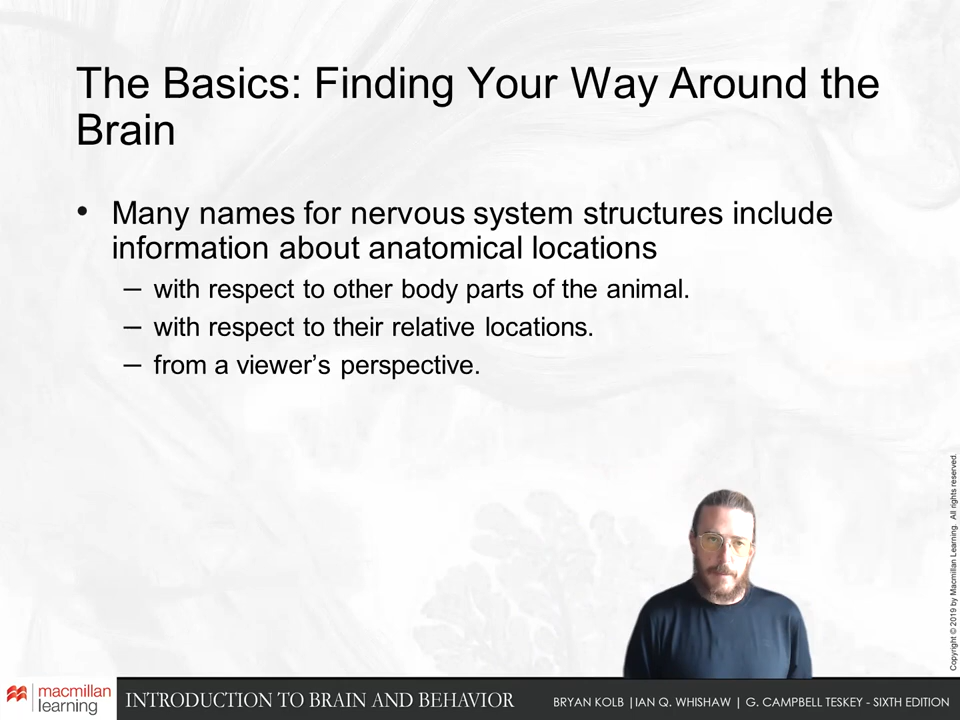 The Basics: Finding Your Way Around the
Brain
• Many names for nervous system structures include
information about anatomical locations
– with respect to other body parts of the animal.
– with respect to their relative locations.
– from a viewer’s perspective.
Copyright © 2019 by Macmillan Learning. All rights reserved.
macmillan
learning
INTRODUCTION TO BRAIN AND BEHAVIOR
BRYAN KOLB |IAN Q. WHISHAW | G. CAMPBELL TESKEY - SIXTH EDITION